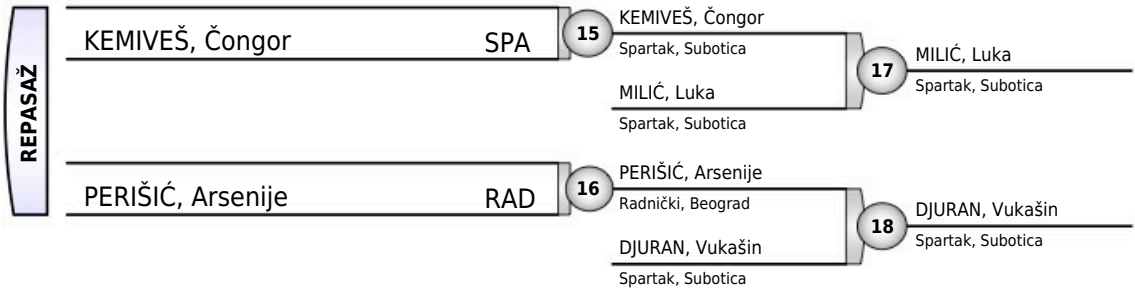 REPASAŽ
KEMIVEŠ, Čongor SPA
15
KEMIVEŠ, Čongor
Spartak, Subotica
MILIĆ, Luka
Spartak, Subotica
17
MILIĆ, Luka
Spartak, Subotica
PERIŠIĆ, Arsenije RAD
16
PERIŠIĆ, Arsenije
Radnički, Beograd
DJURAN, Vukašin
Spartak, Subotica
18
DJURAN, Vukašin
Spartak, Subotica